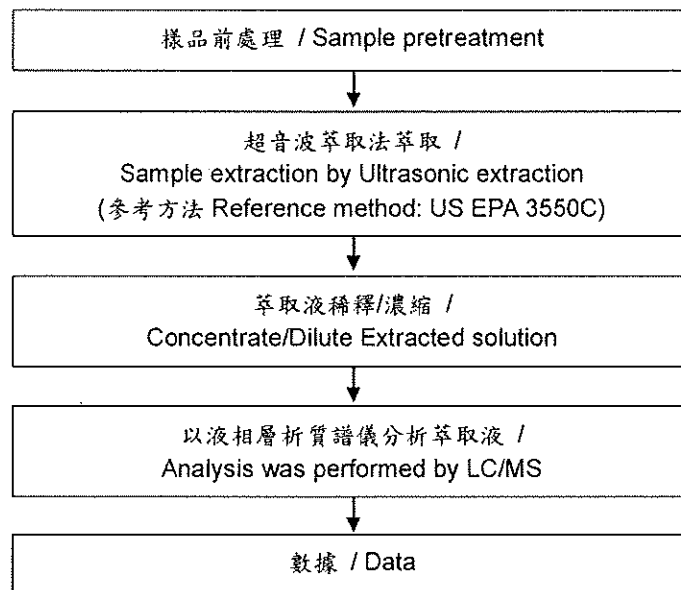 樣品前處理 / Sample pretreatment
超音波萃取法萃取 /
Sample extraction by Ultrasonic extraction
(參考方法 Reference method: US EPA 3550C)
萃取液稀釋/濃縮 /
Concentrate/Dilute Extracted solution
以液相層析質譜儀分析萃取液 /
Analysis was performed by LC/MS
數據 / Data